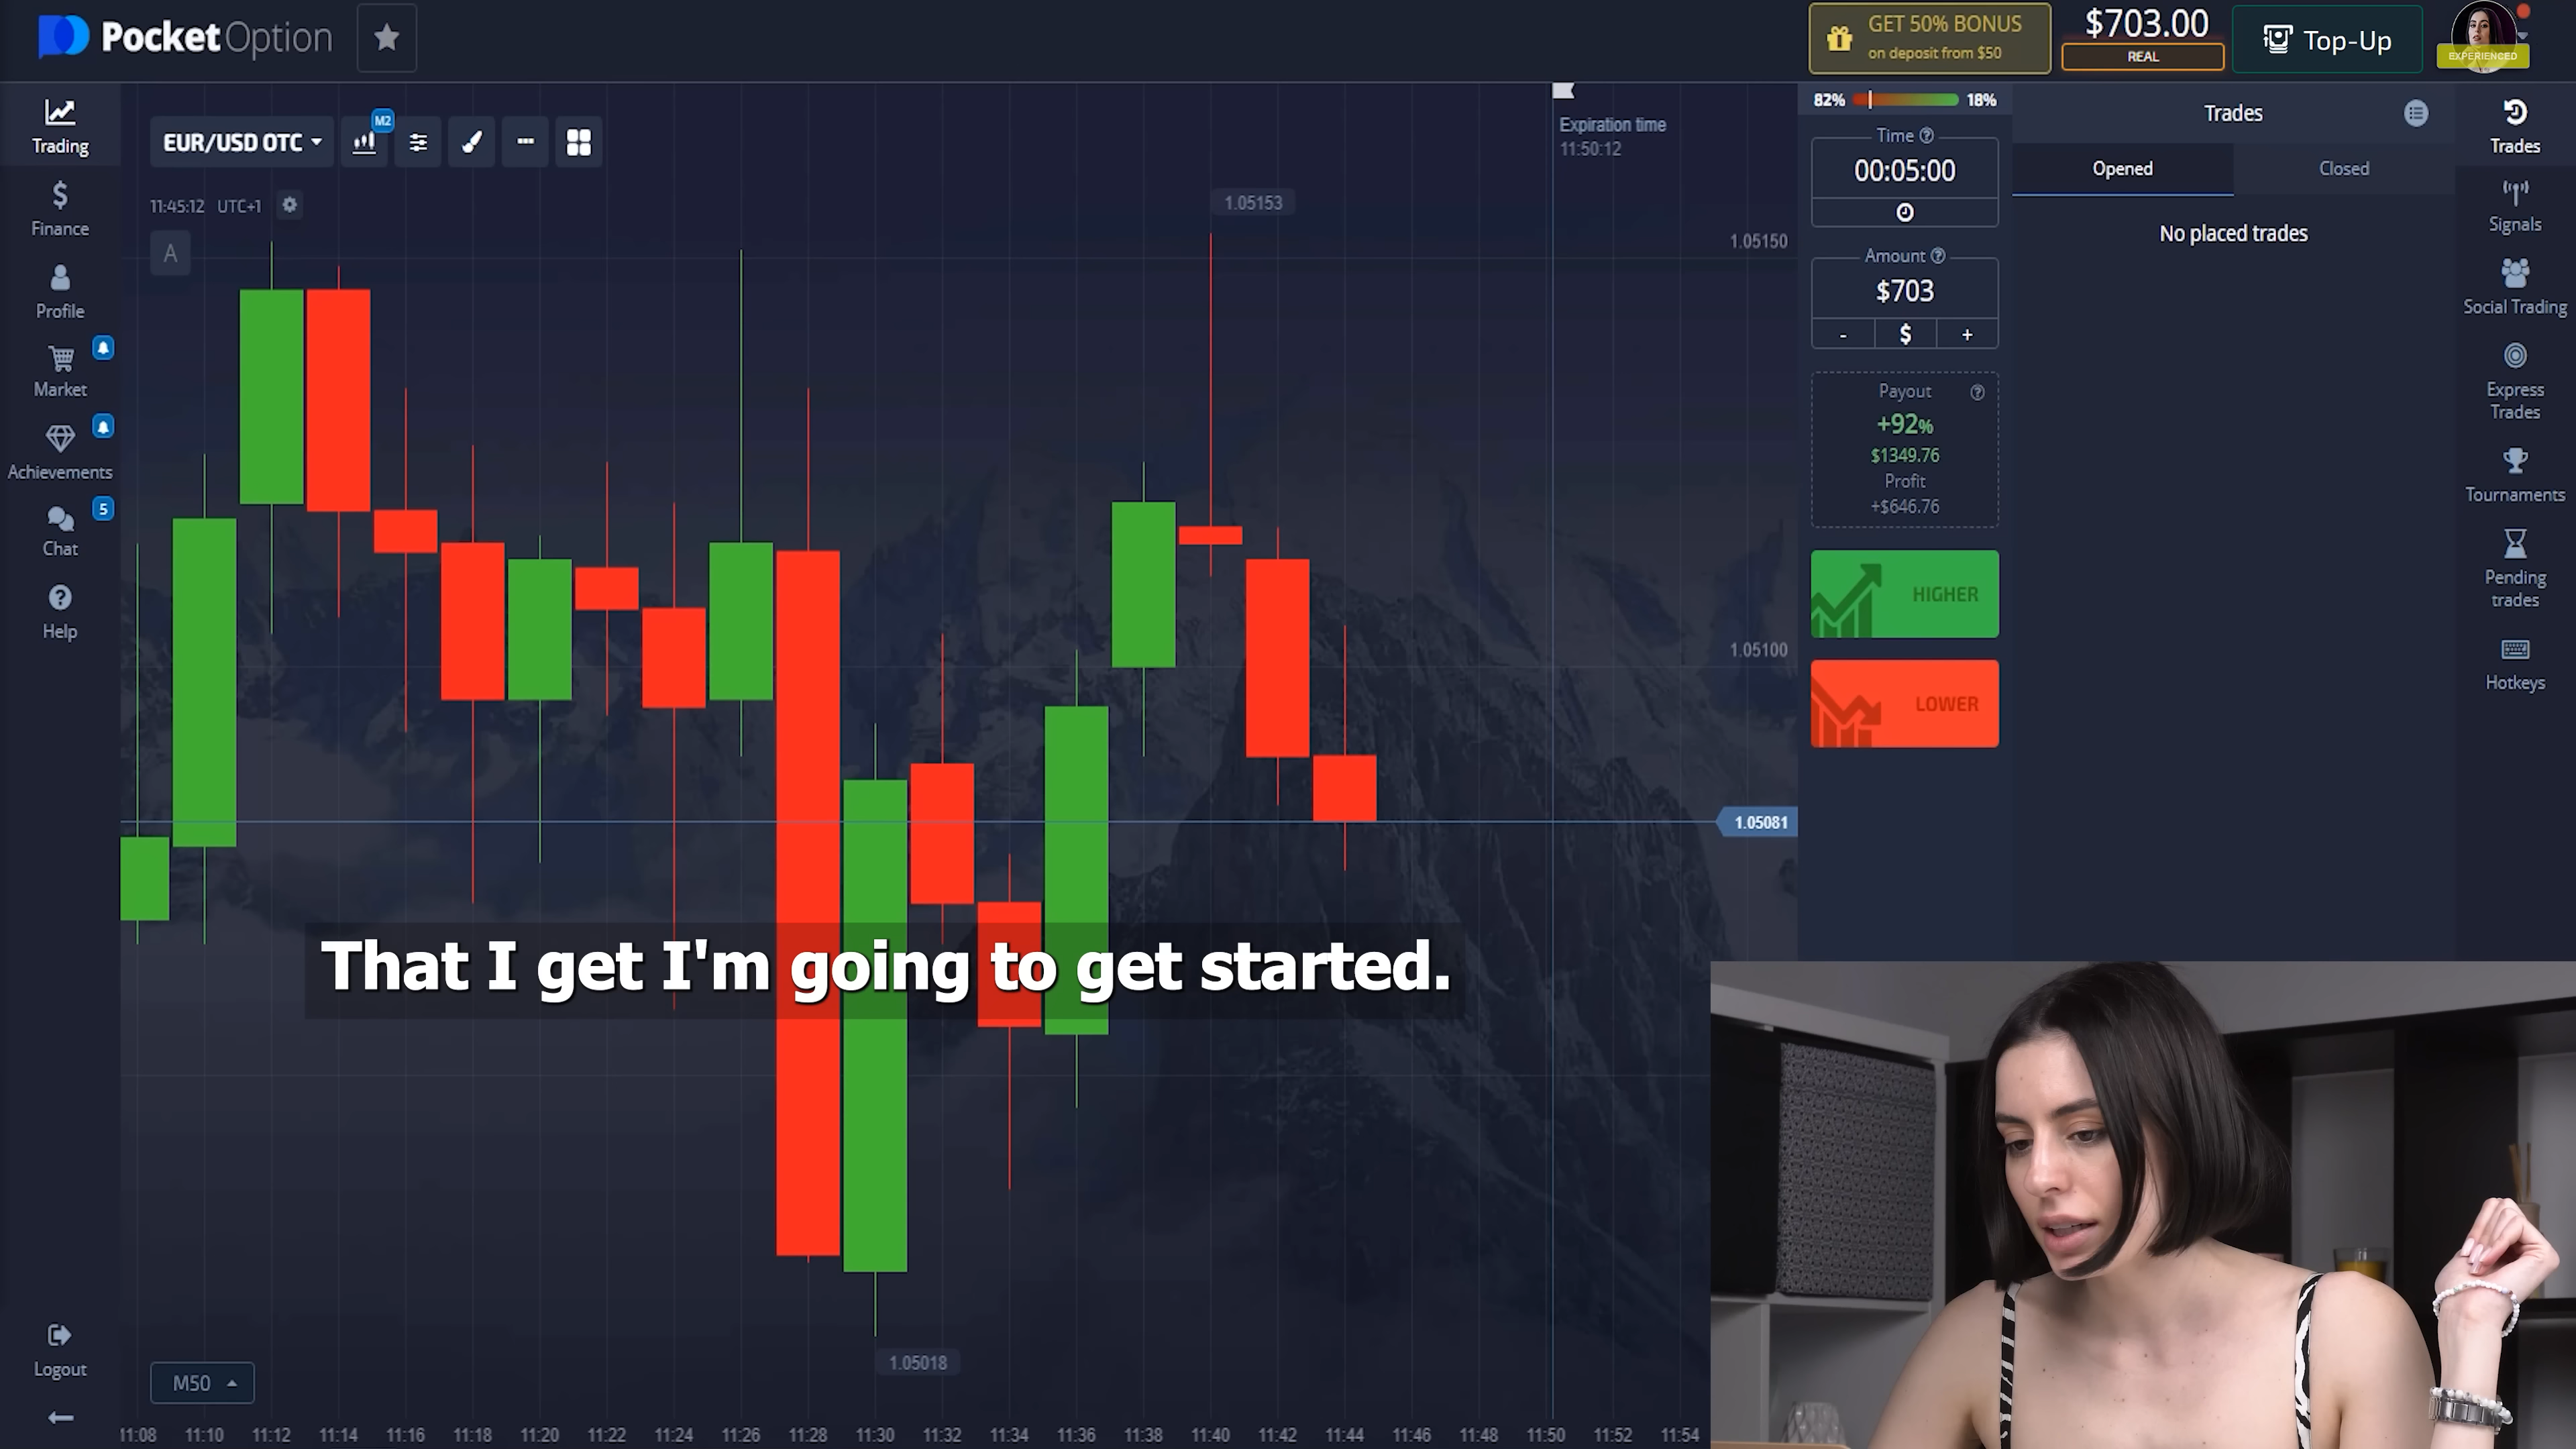 Pocket Option
GET 50% BONUS
on deposit from $50
$703.00
REAL
Top-Up
EXPERIENCED
Trading
Finance
Profile
Market
Achievements
5
Chat
Help
Logout
EUR/USD OTC
M2
11:45:12 UTC+1
A
Expiration time
11:50:12
1.05153
1.05150
1.05100
1.05081
1.05018
82%
18%
Time
00:05:00
Amount
$703
- $ +
Payout
+92%
$1349.76
Profit
+$646.76
HIGHER
LOWER
Trades
Opened
Closed
No placed trades
Trades
Signals
Social Trading
Express
Trades
Tournaments
Pending
trades
Hotkeys
That I get I'm going to get started.
M50
11:08 11:10 11:12 11:14 11:16 11:18 11:20 11:22 11:24 11:26 11:28 11:30 11:32 11:34 11:36 11:38 11:40 11:42 11:44 11:46 11:48 11:50 11:52 11:54